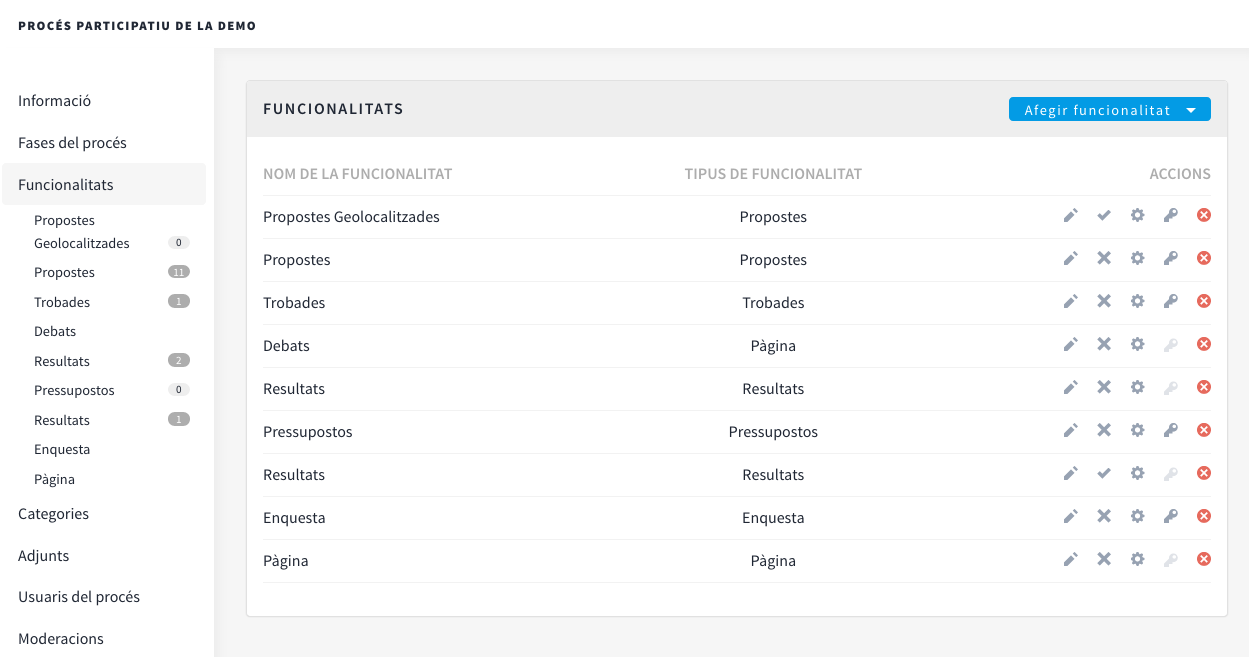 PROCÉS PARTICIPATIU DE LA DEMO
Informació
Fases del procés
Funcionalitats
Propostes
Geolocalitzades 0
Propostes 11
Trobades 1
Debats
Resultats 2
Pressupostos 0
Resultats 1
Enquesta
Pàgina
Categories
Adjunts
Usuaris del procés
Moderacions
FUNCIONALITATS
Afegir funcionalitat
NOM DE LA FUNCIONALITAT TIPUS DE FUNCIONALITAT ACCIONS
Propostes Geolocalitzades Propostes
Propostes Propostes
Trobades Trobades
Debats Pàgina
Resultats Resultats
Pressupostos Pressupostos
Resultats Resultats
Enquesta Enquesta
Pàgina Pàgina